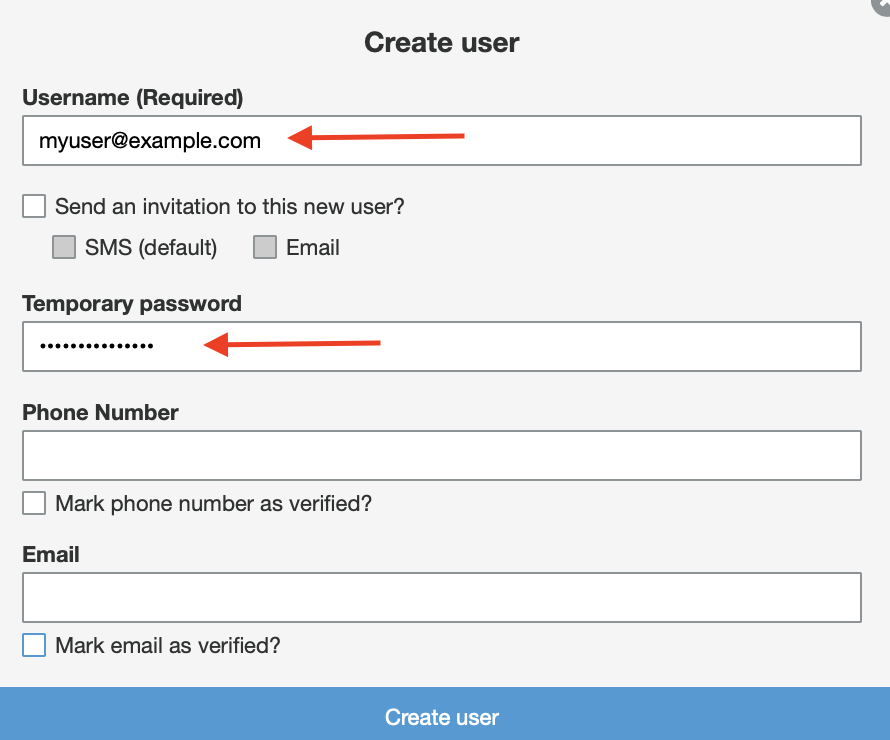 Create user
Username (Required)
myuser@example.com
Send an invitation to this new user?
SMS (default) Email
Temporary password
•••••••••••••••
Phone Number
Mark phone number as verified?
Email
Mark email as verified?
Create user